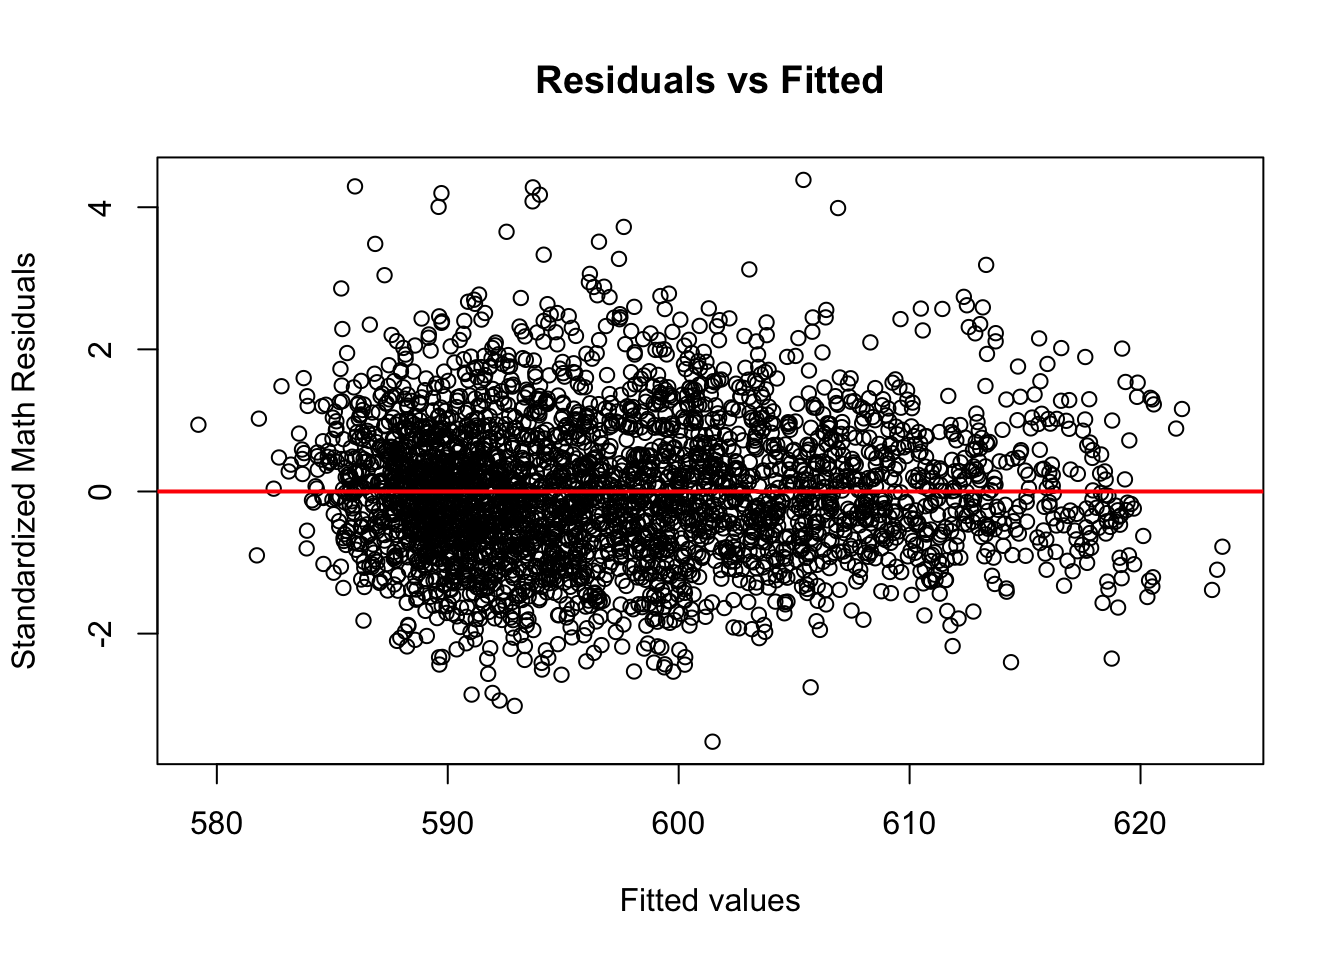 Residuals vs Fitted
Standardized Math Residuals
4
2
0
-2
580 590 600 610 620
Fitted values